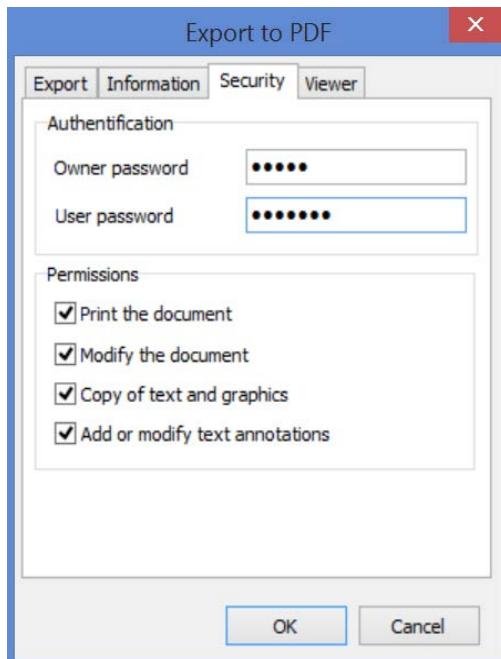 Export to PDF
Export Information Security Viewer
Authentification
Owner password •••••
User password •••••••
Permissions
Print the document
Modify the document
Copy of text and graphics
Add or modify text annotations
OK Cancel